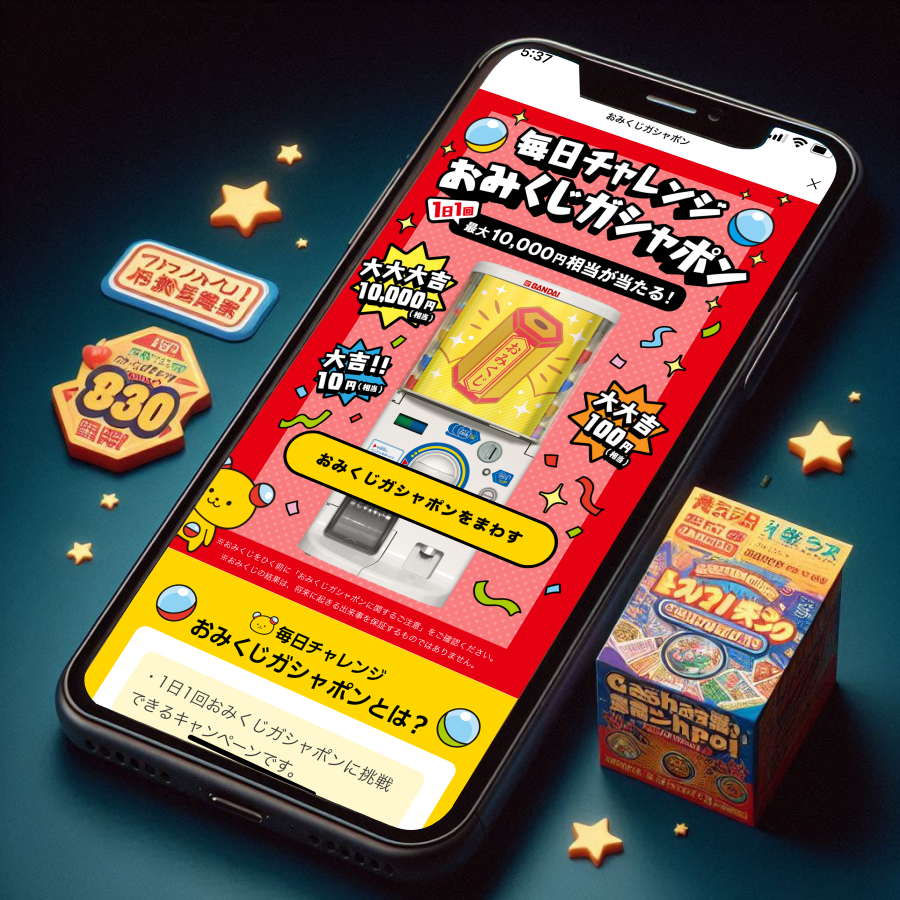 5:37
おみくじガシャポン
×
毎日チャレンジ
おみくじガシャポン
1日1回
最大10,000円相当が当たる!
大大大吉
10,000円
(相当)
BANDAI
おみくじ
大吉!!
10円(相当)
大大吉
100円
(相当)
おみくじガシャポンをまわす
※おみくじをひく前に「おみくじガシャポンに関するご注意」をご確認ください。
※おみくじの結果は、将来に起きる出来事を保証するものではありません。
毎日チャレンジ
おみくじガシャポンとは?
・1日1回おみくじガシャポンに挑戦
できるキャンペーンです。
830